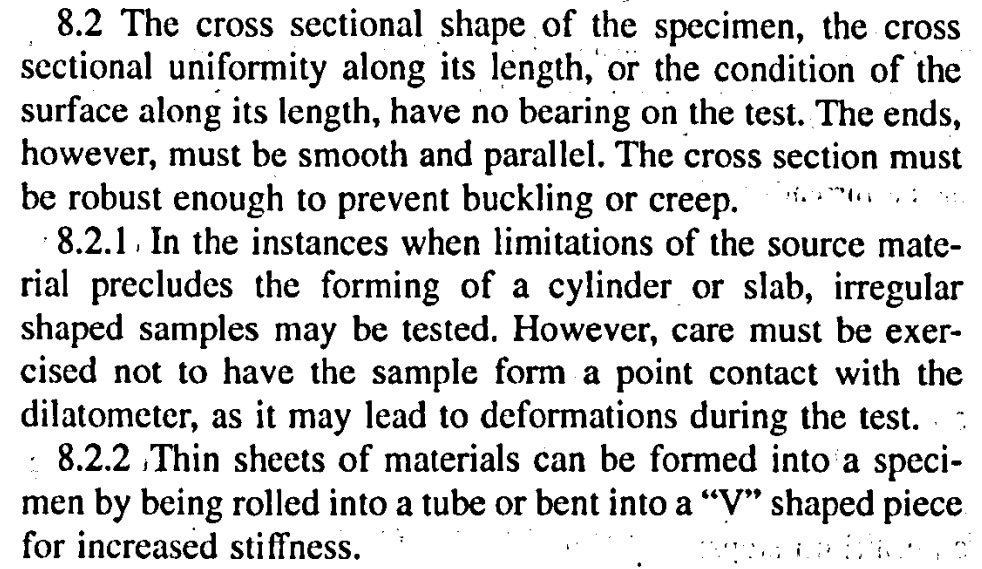 8.2 The cross sectional shape of the specimen, the cross
sectional uniformity along its length, or the condition of the
surface along its length, have no bearing on the test. The ends,
however, must be smooth and parallel. The cross section must
be robust enough to prevent buckling or creep.
8.2.1 In the instances when limitations of the source mate-
rial precludes the forming of a cylinder or slab, irregular
shaped samples may be tested. However, care must be exer-
cised not to have the sample form a point contact with the
dilatometer, as it may lead to deformations during the test.
8.2.2 Thin sheets of materials can be formed into a speci-
men by being rolled into a tube or bent into a “V” shaped piece
for increased stiffness.